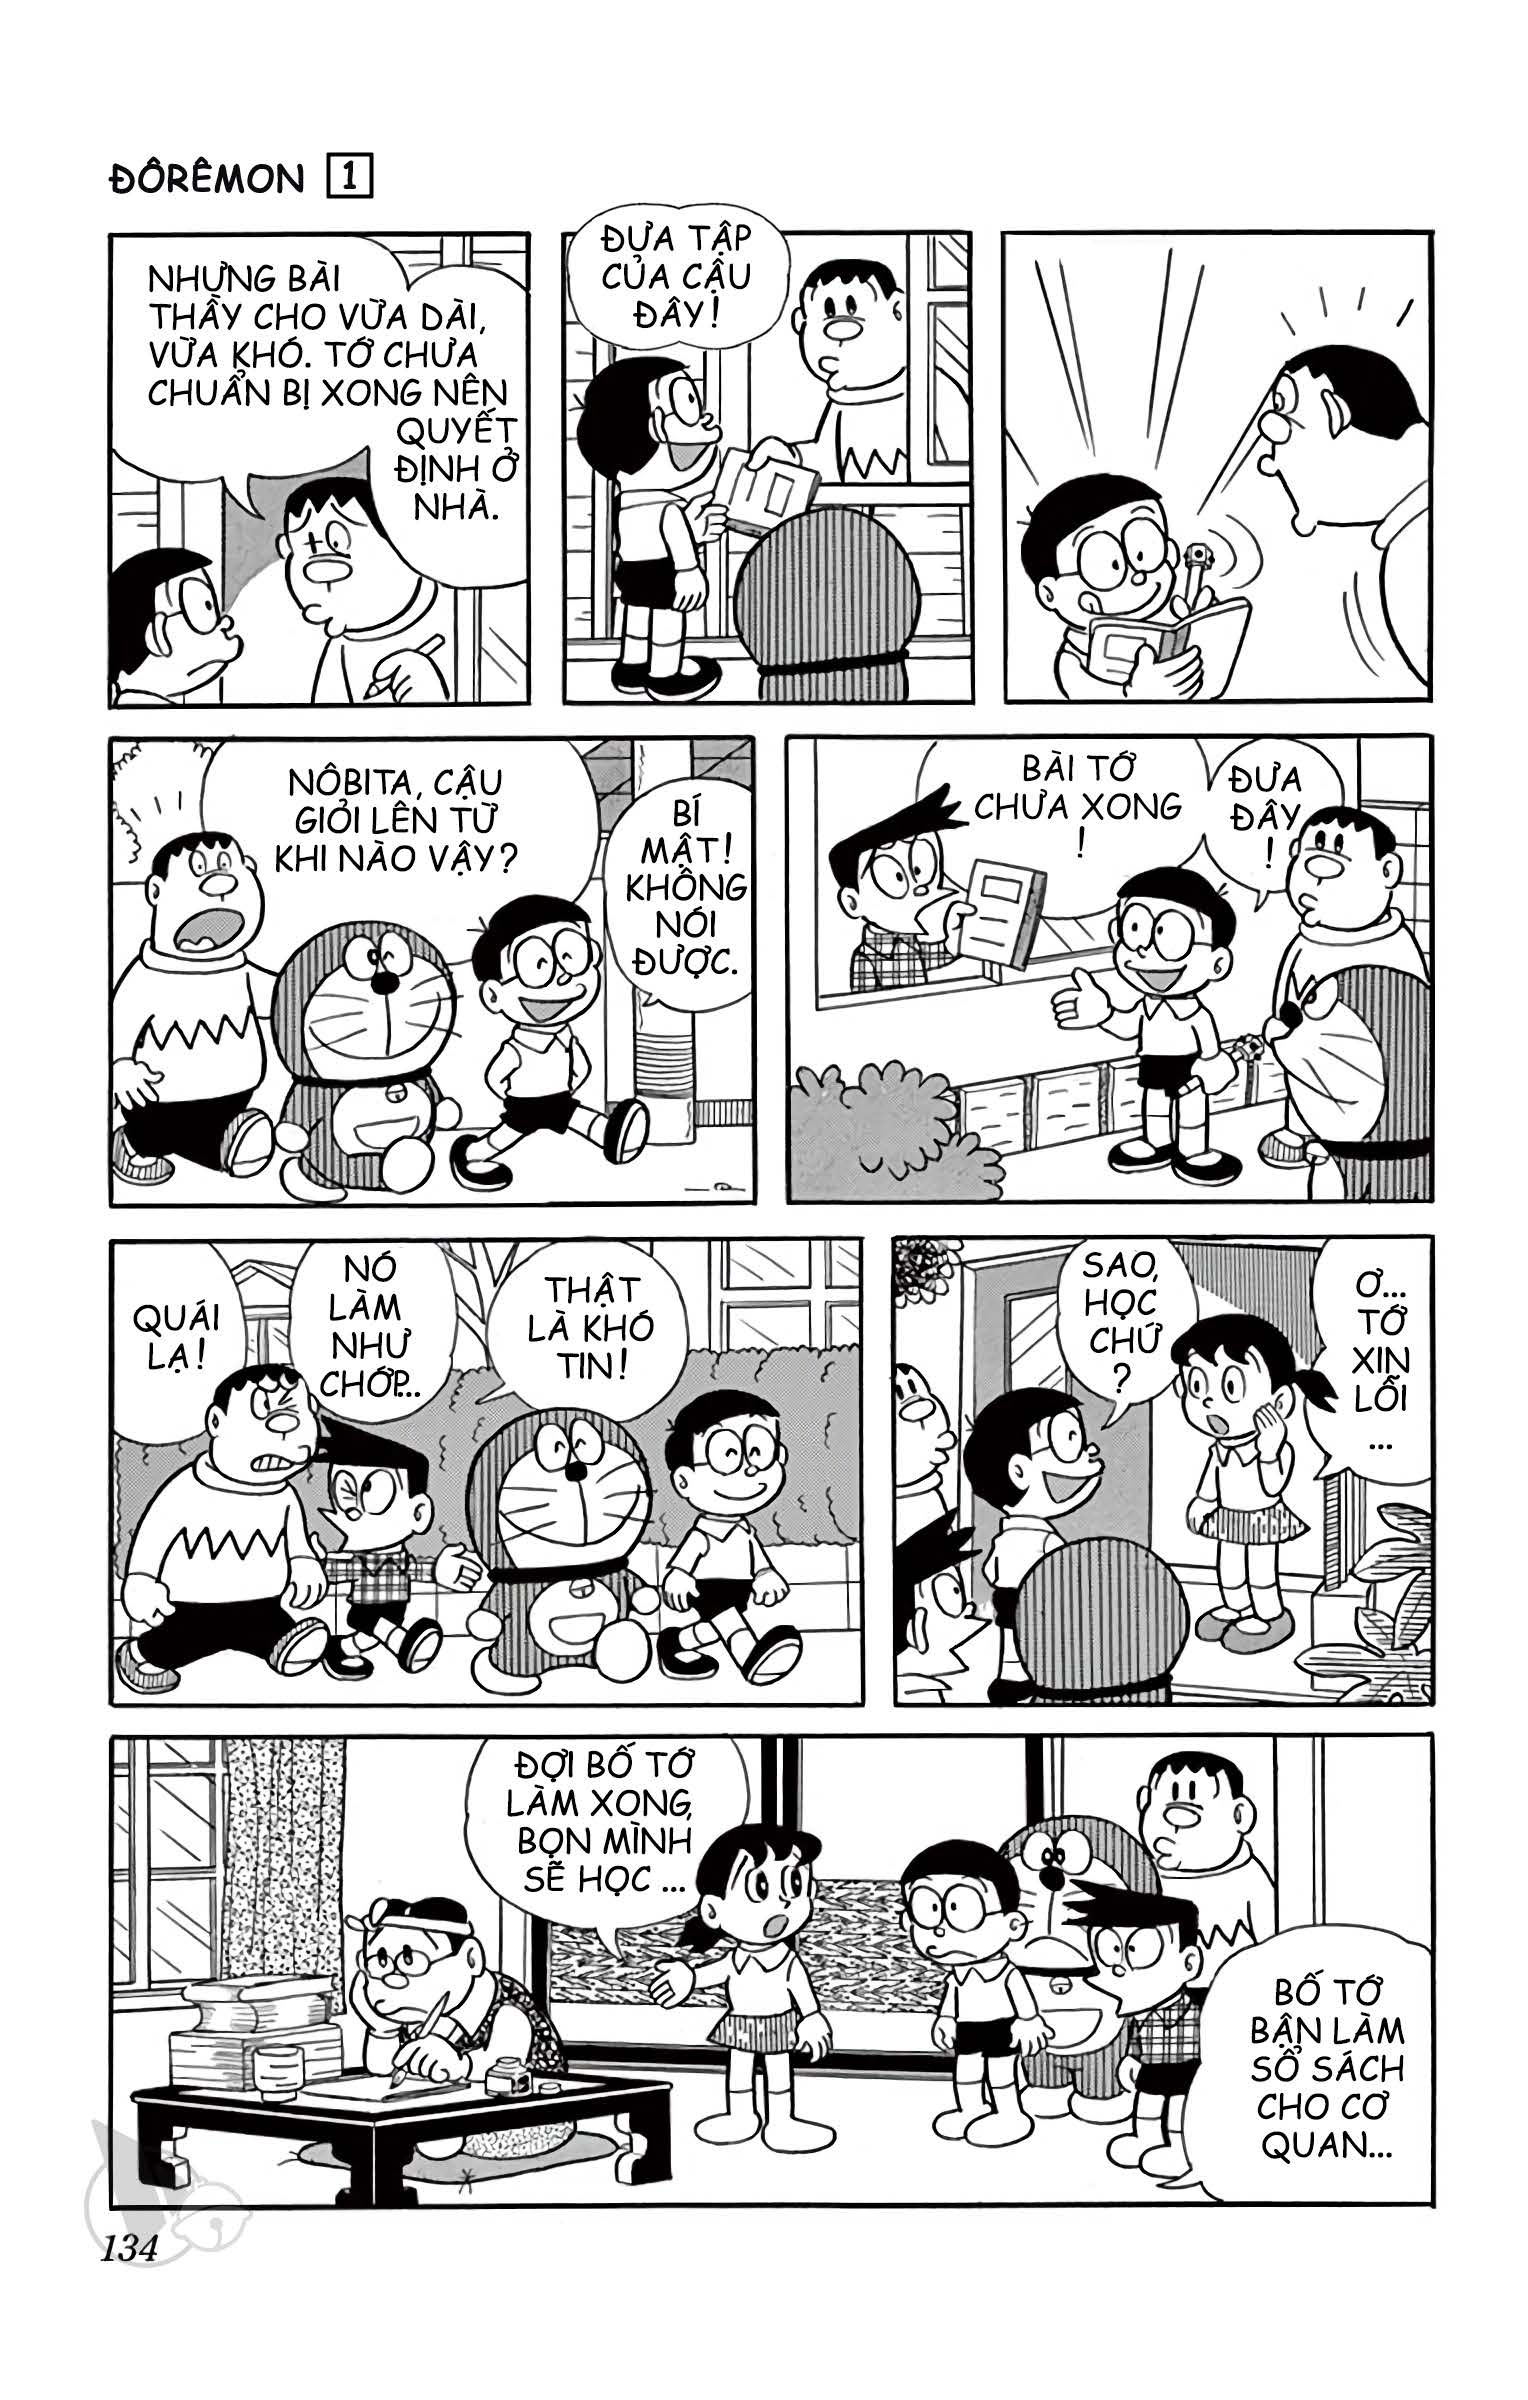 ĐÔRÊMON 1
NHƯNG BÀI
THẦY CHO VỪA DÀI,
VỪA KHÓ. TỚ CHƯA
CHUẨN BỊ XONG NÊN
QUYẾT
ĐỊNH Ở
NHÀ.
ĐƯA TẬP
CỦA CẬU
ĐÂY!
NÔBITA, CẬU
GIỎI LÊN TỪ
KHI NÀO VẬY?
BÍ
MẬT!
KHÔNG
NÓI
ĐƯỢC.
BÀI TỚ
CHƯA XONG
!
ĐƯA
ĐÂY
!
QUÁI
LẠ!
NÓ
LÀM
NHƯ
CHỚP...
THẬT
LÀ KHÓ
TIN!
SAO,
HỌC
CHỨ
?
Ơ...
TỚ
XIN
LỖI
...
ĐỢI BỐ TỚ
LÀM XONG,
BỌN MÌNH
SẼ HỌC ...
BỐ TỚ
BẬN LÀM
SỔ SÁCH
CHO CƠ
QUAN...
134